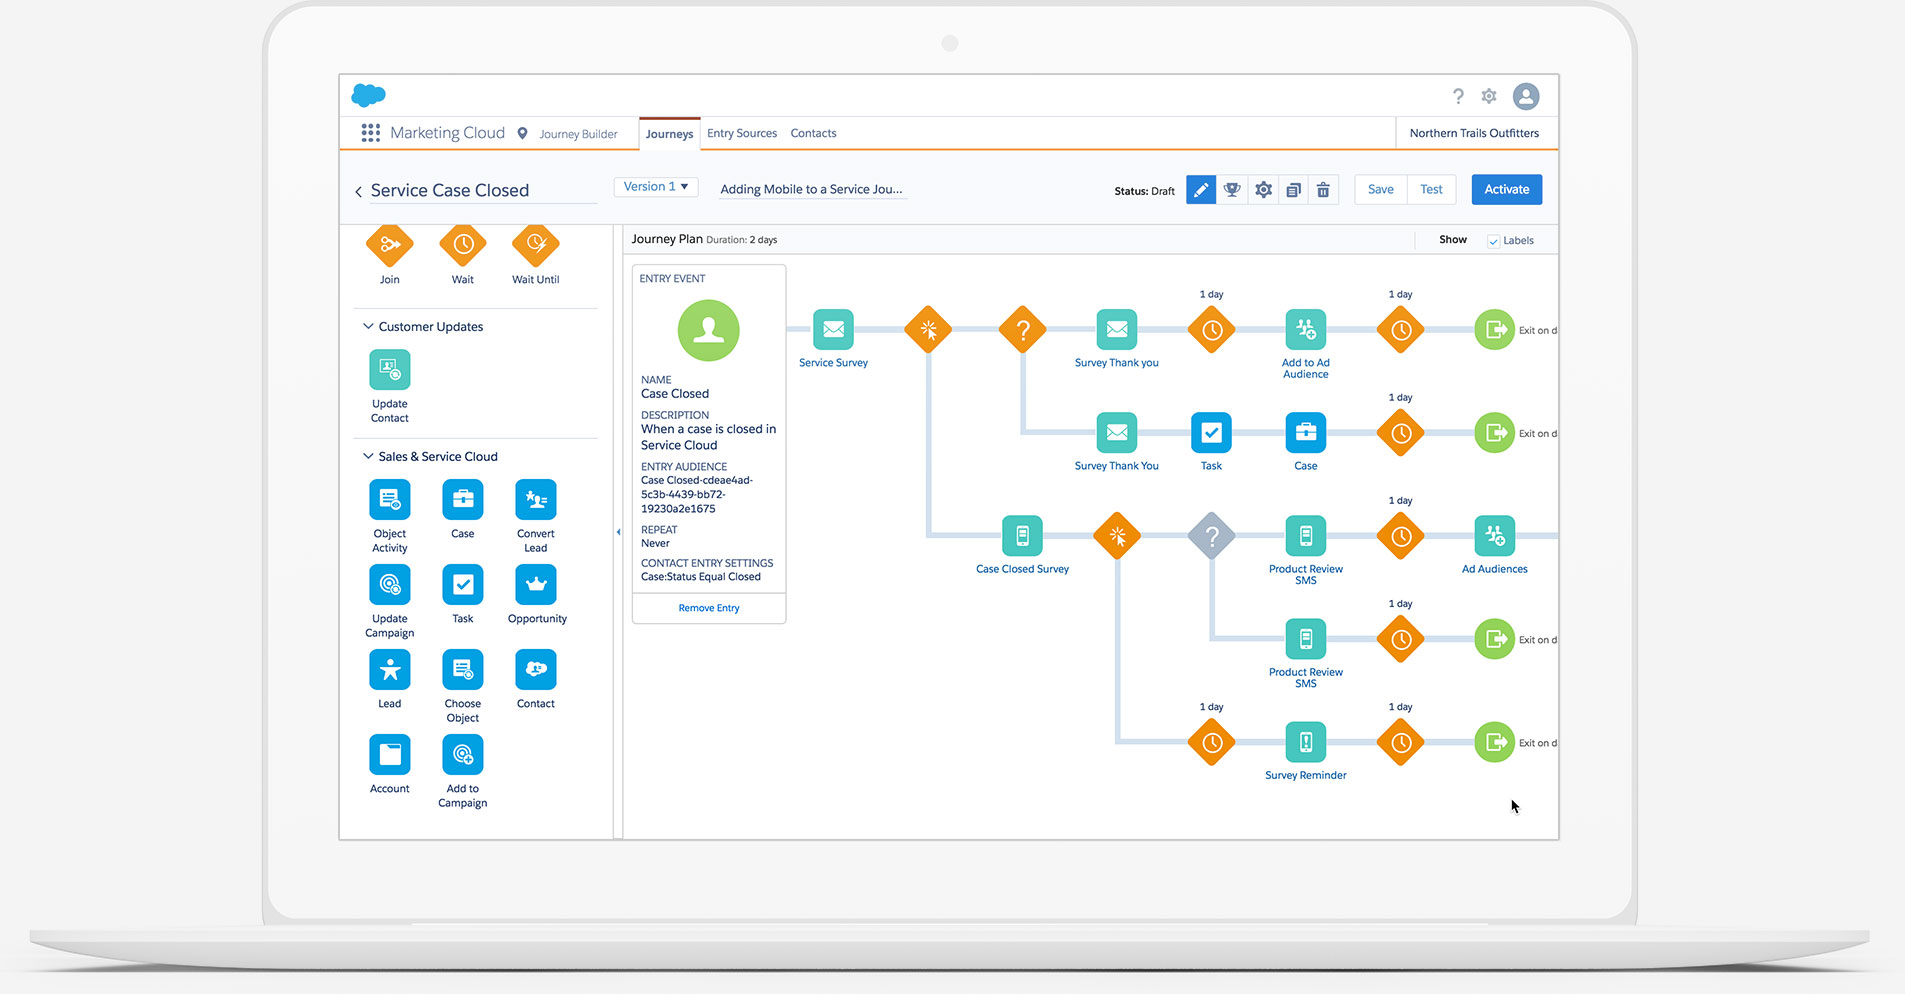 ?
Marketing Cloud
Journey Builder
Journeys
Entry Sources
Contacts
Northern Trails Outfitters
Service Case Closed
Version 1
Adding Mobile to a Service Jou...
Status: Draft
Save
Test
Activate
Join
Wait
Wait Until
Customer Updates
Update
Contact
Sales & Service Cloud
Object
Activity
Case
Convert
Lead
Update
Campaign
Task
Opportunity
Lead
Choose
Object
Contact
Account
Add to
Campaign
Journey Plan Duration: 2 days
Show
Labels
ENTRY EVENT
NAME
Case Closed
DESCRIPTION
When a case is closed in
Service Cloud
ENTRY AUDIENCE
Case Closed-cdeae4ad-
5c3b-4439-bb72-
19230a2e1675
REPEAT
Never
CONTACT ENTRY SETTINGS
Case:Status Equal Closed
Remove Entry
1 day
1 day
?
Exit on d
Service Survey
Survey Thank you
Add to Ad
Audience
1 day
Exit on d
Survey Thank You
Task
Case
1 day
?
Case Closed Survey
Product Review
SMS
Ad Audiences
1 day
Exit on d
Product Review
SMS
1 day
1 day
Exit on d
Survey Reminder